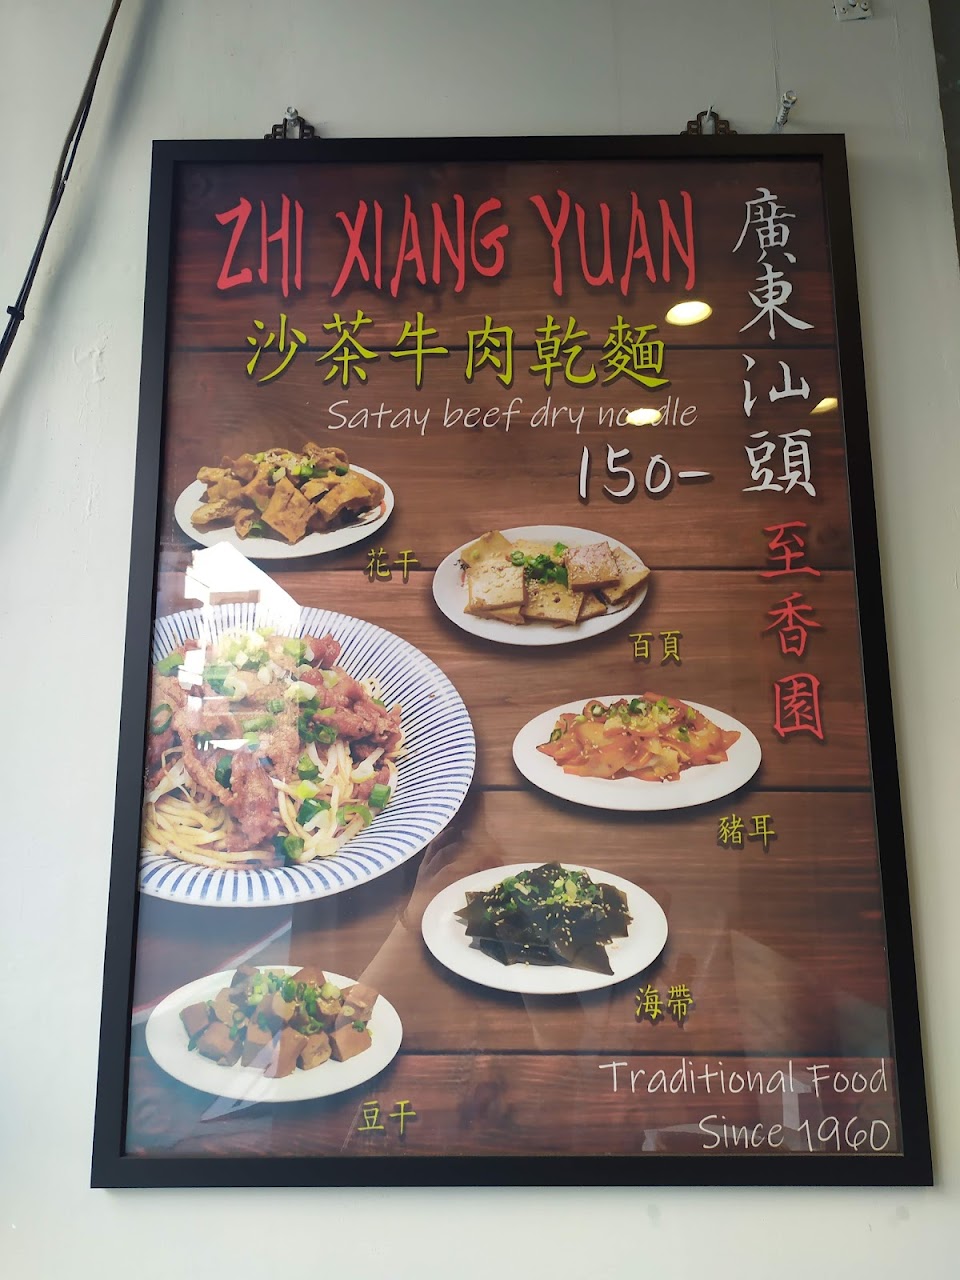 ZHI XIANG YUAN
沙茶牛肉乾麵
Satay beef dry noodle
150-
廣東汕頭
至香園
花干
百頁
豬耳
海帶
豆干
Traditional Food
Since 1960